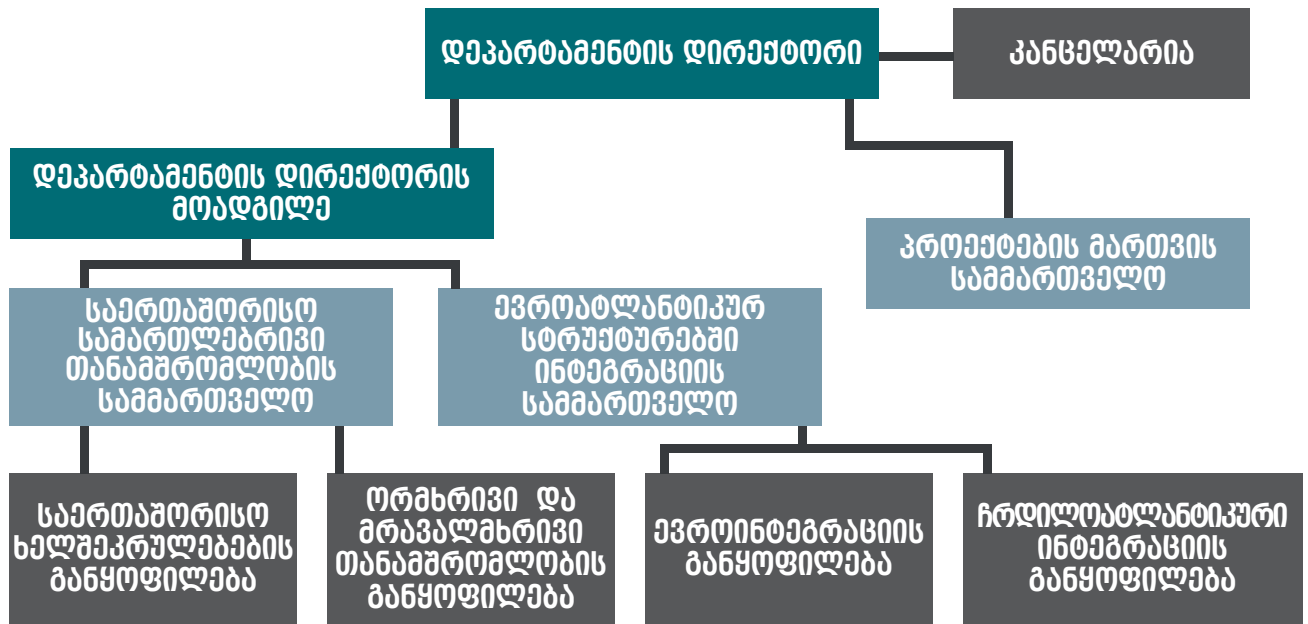 დეპარტამენტის დირექტორი
კანცელარია
დეპარტამენტის დირექტორის
მოადგილე
პროექტების მართვის
სამმართველო
საერთაშორისო
სამართლებრივი
თანამშრომლობის
სამმართველო
ევროატლანტიკურ
სტრუქტურებში
ინტეგრაციის
სამმართველო
საერთაშორისო
ხელშეკრულებების
განყოფილება
ორმხრივი და
მრავალმხრივი
თანამშრომლობის
განყოფილება
ევროინტეგრაციის
განყოფილება
ჩრდილოატლანტიკური
ინტეგრაციის
განყოფილება